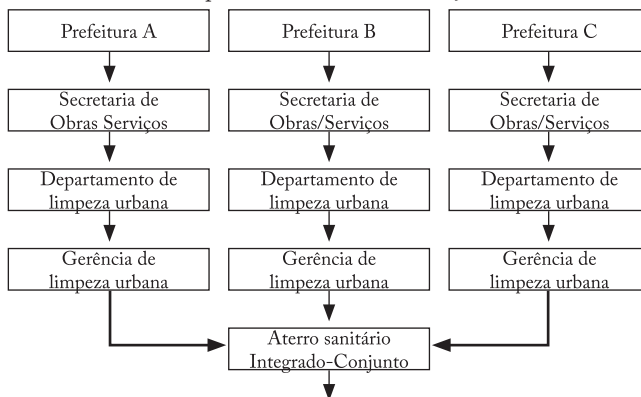 Prefeitura A
Prefeitura B
Prefeitura C
Secretaria de
Obras Serviços
Secretaria de
Obras/Serviços
Secretaria de
Obras/Serviços
Departamento de
limpeza urbana
Departamento de
limpeza urbana
Departamento de
limpeza urbana
Gerência de
limpeza urbana
Gerência de
limpeza urbana
Gerência de
limpeza urbana
Aterro sanitário
Integrado-Conjunto